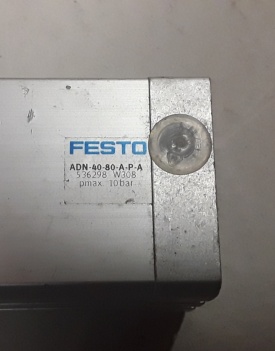 FESTO
ADN-40-80-A-P-A
536298 W308
pmax. 10bar